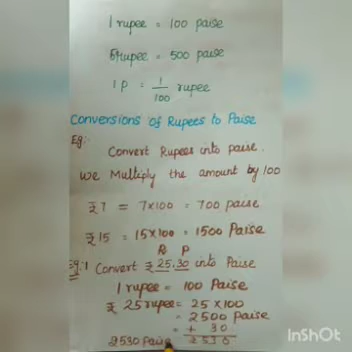 1 rupee = 100 paise
5 rupee = 500 paise
1 P = 1/100 rupee
Conversions of Rupees to Paise
Eg:
Convert Rupees into paise.
We Multiply the amount by 100
₹7 = 7×100 = 700 paise
₹15 = 15×100 = 1500 Paise
R P
Eg:1 Convert ₹25.30 into Paise
1 rupee = 100 Paise
₹ 25 rupee = 25 × 100
= 2500 Paise
= + 30
2530 Paise 2530
InShOt